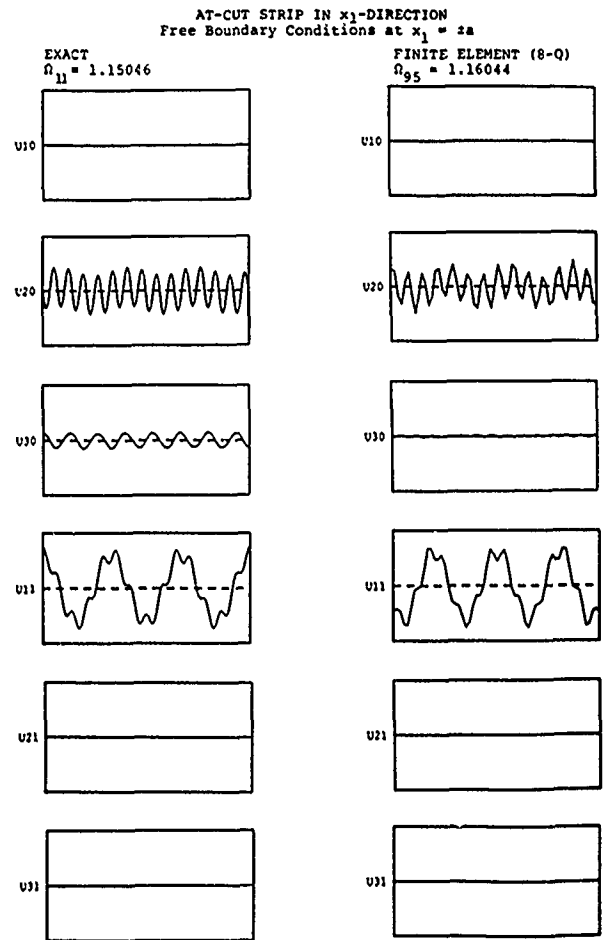 AT-CUT STRIP IN x1-DIRECTION
Free Boundary Conditions at x1 = ±a
EXACT
Ω11 = 1.15046
FINITE ELEMENT (8-Q)
Ω95 = 1.16044
U10
U10
U20
U20
U30
U30
U11
U11
U21
U21
U31
U31